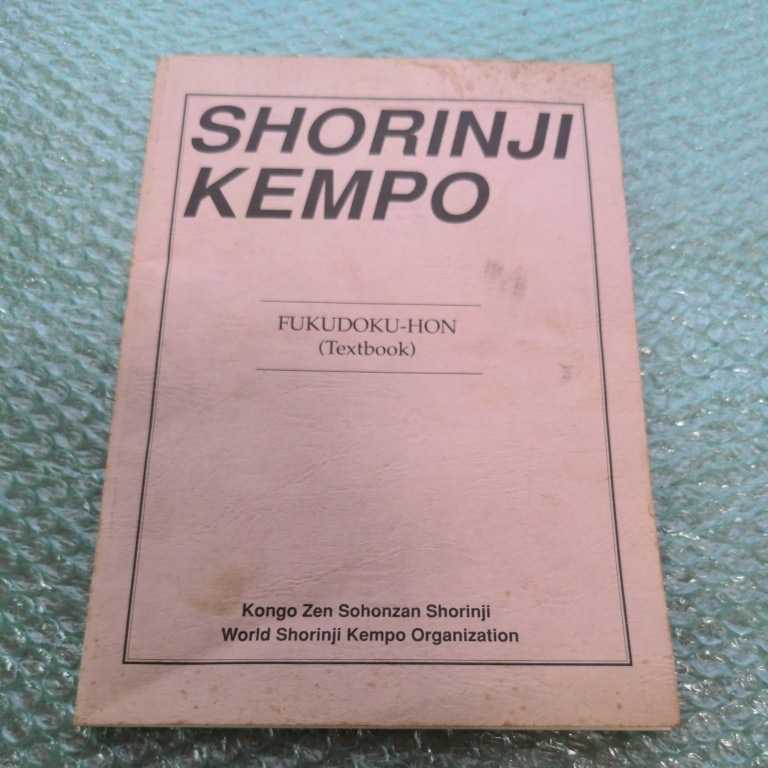 SHORINJI
KEMPO
FUKUDOKU-HON
(Textbook)
Kongo Zen Sohonzan Shorinji
World Shorinji Kempo Organization